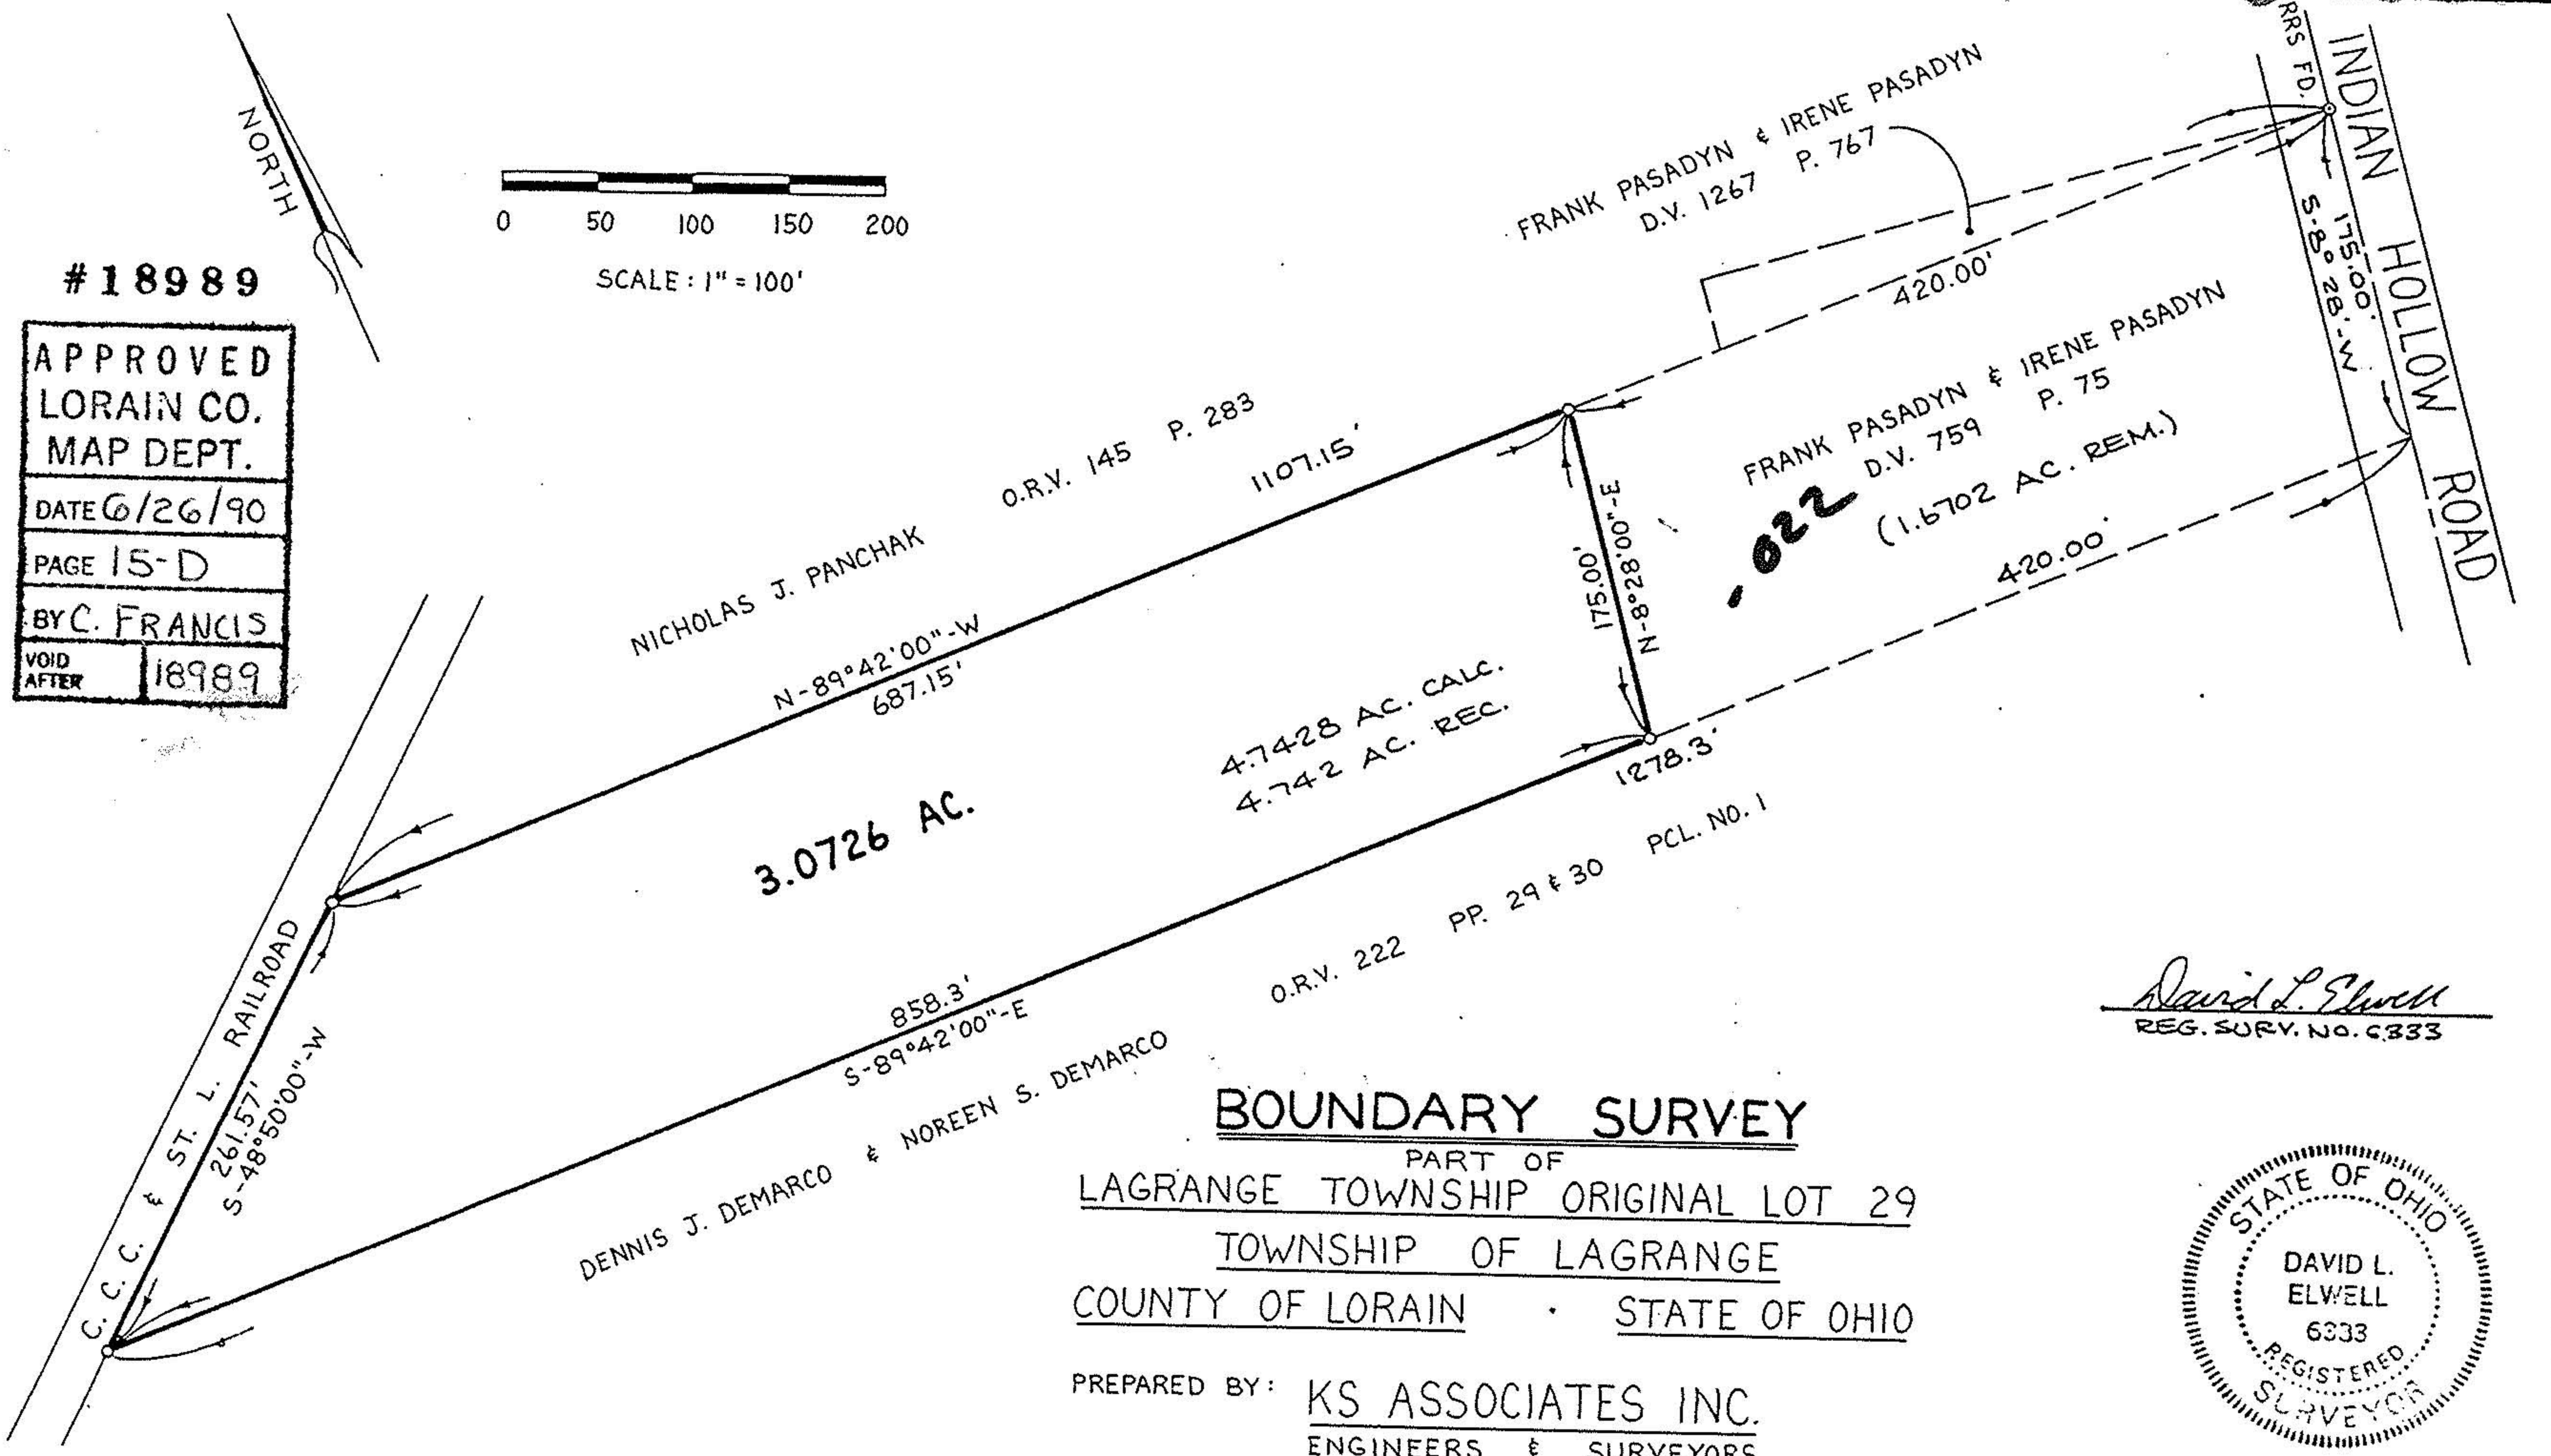 NORTH
0 50 100 150 200
SCALE : 1" = 100'
#18989
APPROVED
LORAIN CO.
MAP DEPT.
DATE 6/26/90
PAGE 15-D
BY C. FRANCIS
VOID AFTER 18989
FRANK PASADYN & IRENE PASADYN
D.V. 1267 P. 767
420.00'
RRS FD.
INDIAN HOLLOW ROAD
175.00'
S-8° 28'-W
FRANK PASADYN & IRENE PASADYN
D.V. 759 P. 75
(1.6702 AC. REM.)
.022
420.00'
NICHOLAS J. PANCHAK O.R.V. 145 P. 283
1107.15'
N-89°42'00"-W
687.15'
N-8°28'00"-E
175.00'
4.7428 AC. CALC.
4.742 AC. REC.
3.0726 AC.
1278.3'
858.3'
S-89°42'00"-E
DENNIS J. DEMARCO & NOREEN S. DEMARCO O.R.V. 222 PP. 29 & 30 PCL. NO. 1
C. C. C. & ST. L. RAILROAD
261.57'
S-48°50'00"-W
David L. Elwell
REG. SURV. NO. 6333
BOUNDARY SURVEY
PART OF
LAGRANGE TOWNSHIP ORIGINAL LOT 29
TOWNSHIP OF LAGRANGE
COUNTY OF LORAIN · STATE OF OHIO
PREPARED BY: KS ASSOCIATES INC.
ENGINEERS & SURVEYORS
STATE OF OHIO
DAVID L.
ELWELL
6333
REGISTERED
SURVEYOR